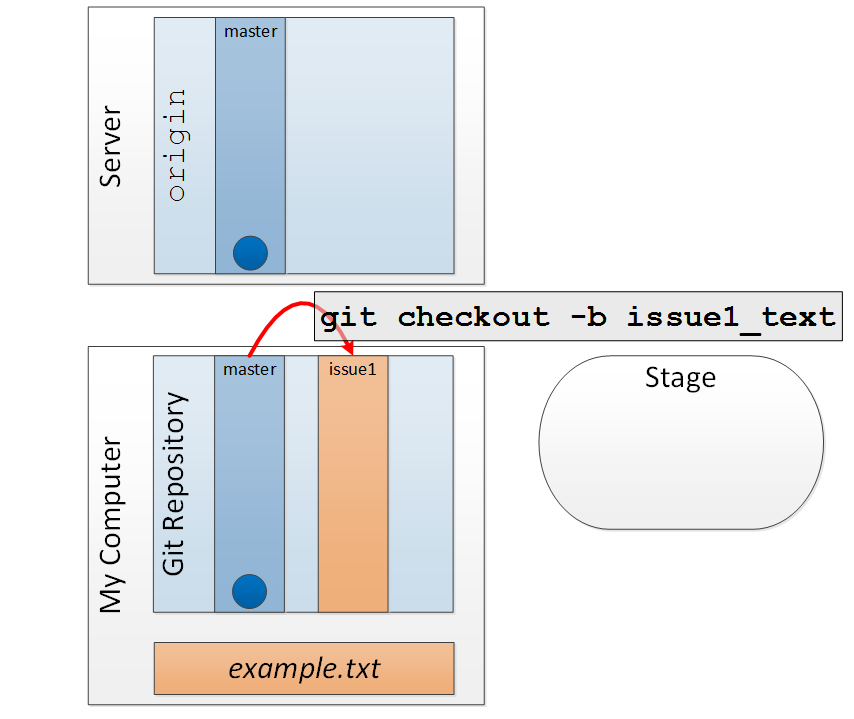 Server
origin
master
git checkout -b issue1_text
My Computer
Git Repository
master
issue1
Stage
example.txt